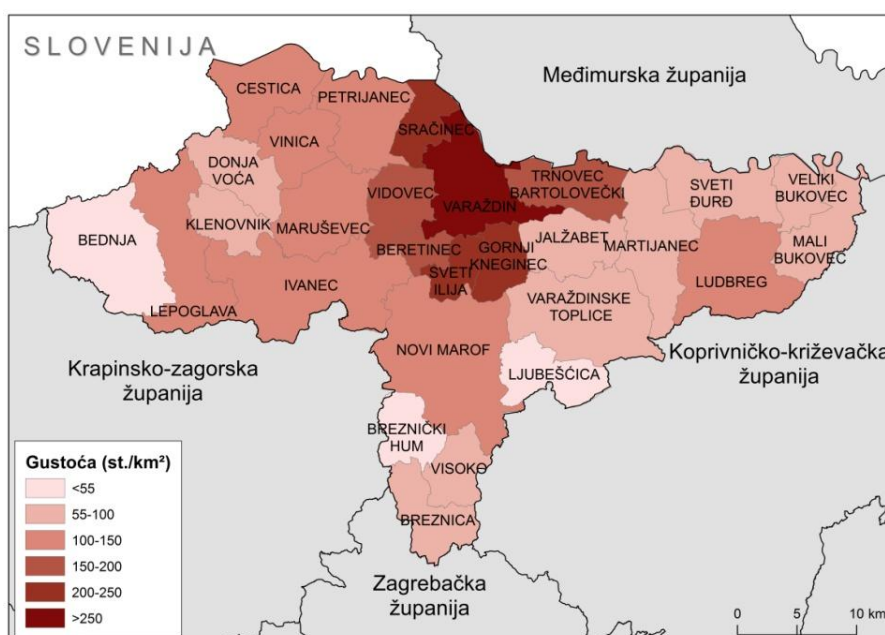 SLOVENIJA
Međimurska županija
CESTICA
PETRIJANEC
SRAČINEC
VINICA
DONJA
VOĆA
VIDOVEC
TRNOVEC
BARTOLOVEČKI
SVETI
ĐURĐ
VELIKI
BUKOVEC
VARAŽDIN
KLENOVNIK
MARUŠEVEC
BEDNJA
BERETINEC
GORNJI
KNEGINEC
JALŽABET
MARTIJANEC
MALI
BUKOVEC
SVETI
ILIJA
LUDBREG
IVANEC
LEPOGLAVA
VARAŽDINSKE
TOPLICE
NOVI MAROF
Krapinsko-zagorska
županija
Koprivničko-križevačka
županija
LJUBEŠĆICA
BREZNIČKI
HUM
VISOKO
BREZNICA
Zagrebačka
županija
Gustoća (st./km²)
<55
55-100
100-150
150-200
200-250
>250
0 5 10 km